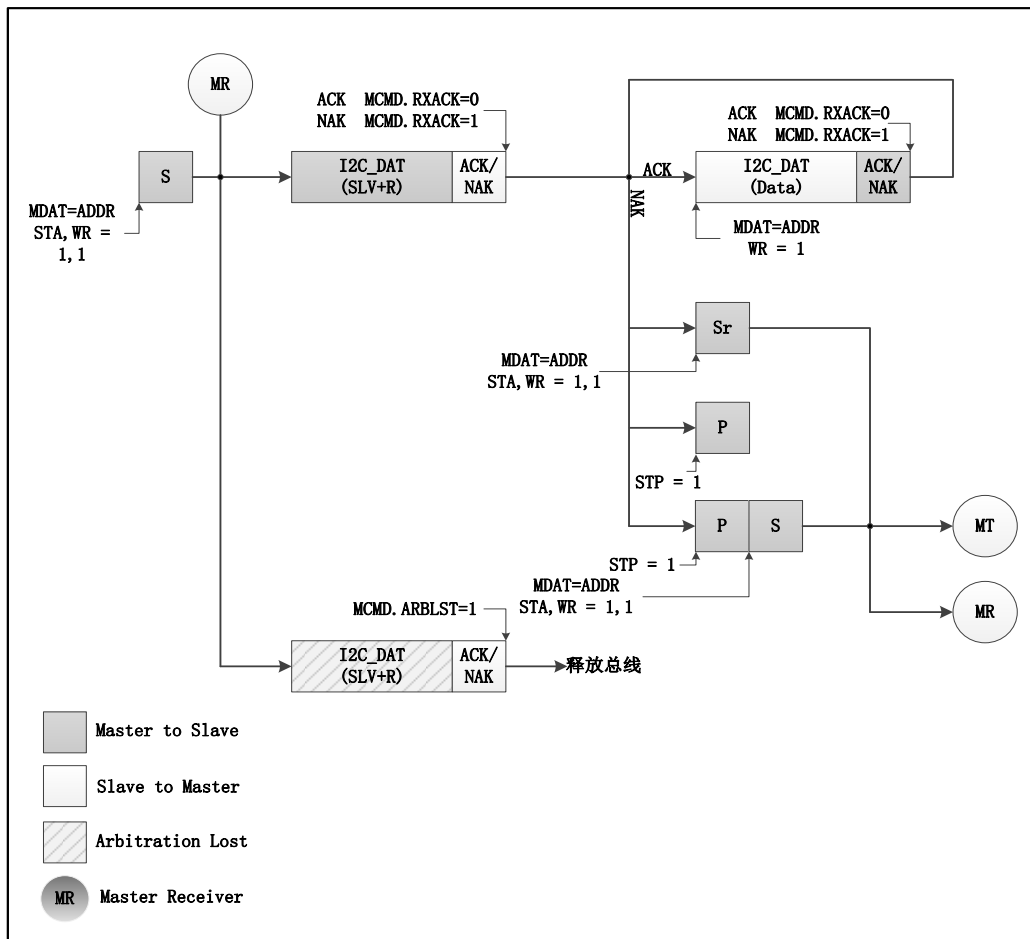 MR
ACK MCMD.RXACK=0
NAK MCMD.RXACK=1
ACK MCMD.RXACK=0
NAK MCMD.RXACK=1
S
I2C_DAT
(SLV+R)
ACK/
NAK
ACK
NAK
I2C_DAT
(Data)
ACK/
NAK
MDAT=ADDR
STA,WR =
1,1
MDAT=ADDR
WR = 1
Sr
MDAT=ADDR
STA,WR = 1,1
P
STP = 1
P
S
MT
STP = 1
MDAT=ADDR
STA,WR = 1,1
MR
MCMD.ARBLST=1
I2C_DAT
(SLV+R)
ACK/
NAK
释放总线
Master to Slave
Slave to Master
Arbitration Lost
MR
Master Receiver